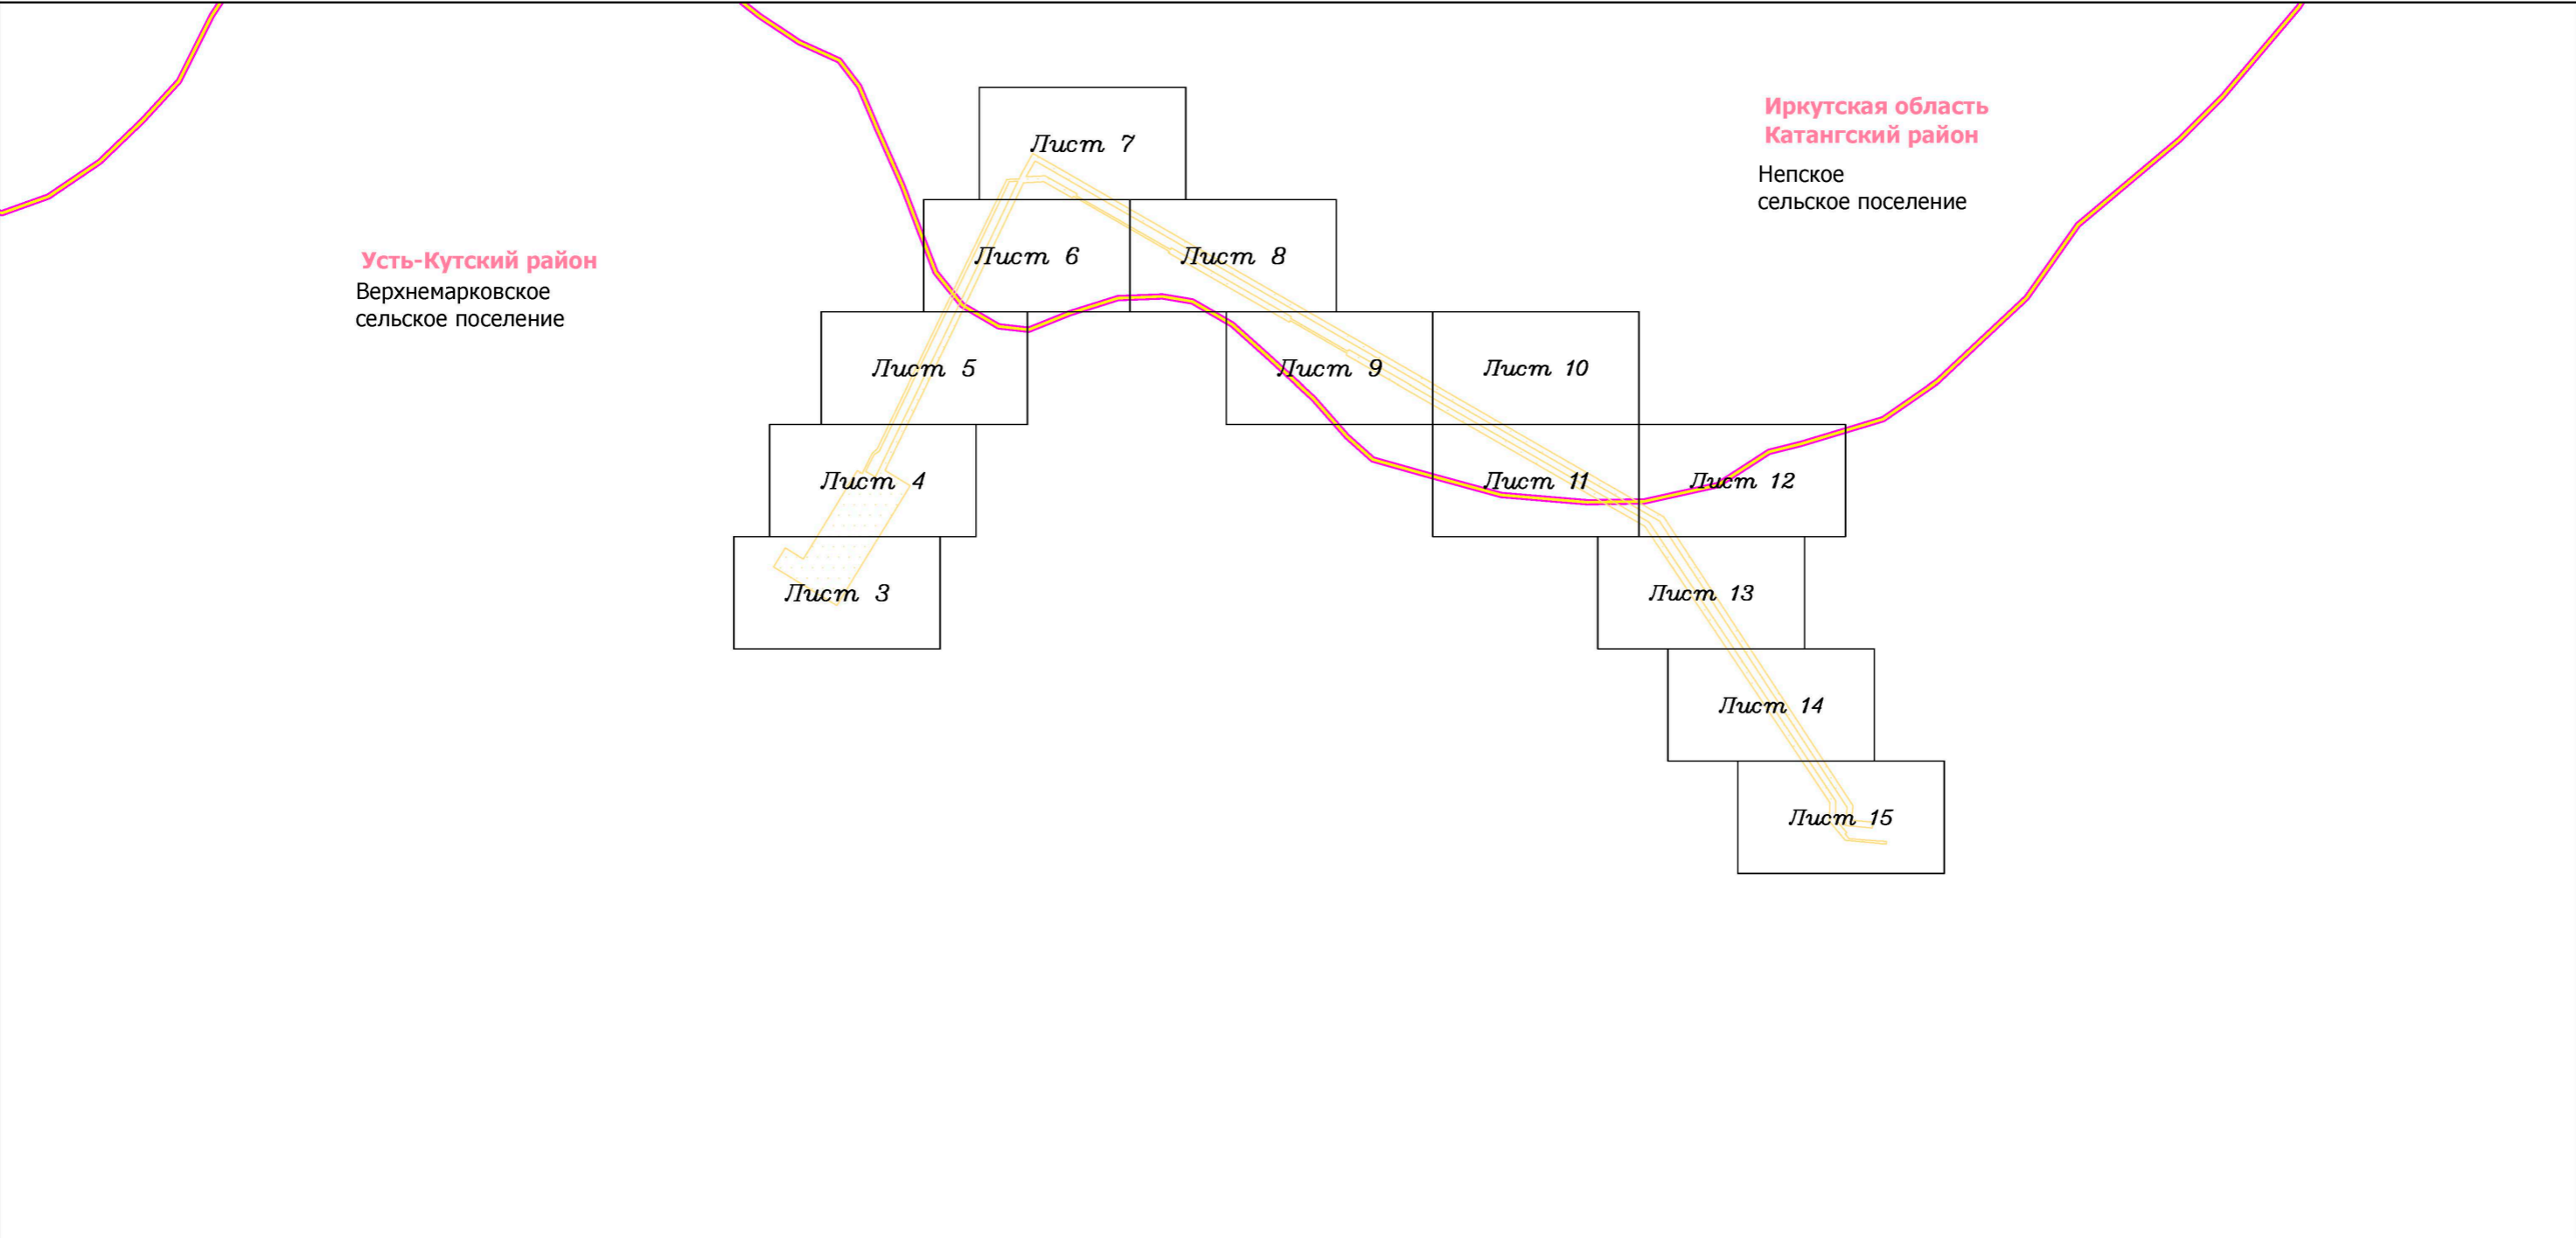 Иркутская область
Катангский район
Непское
сельское поселение
Усть-Кутский район
Верхнемарковское
сельское поселение
Лист 7
Лист 6
Лист 8
Лист 5
Лист 9
Лист 10
Лист 4
Лист 11
Лист 12
Лист 3
Лист 13
Лист 14
Лист 15